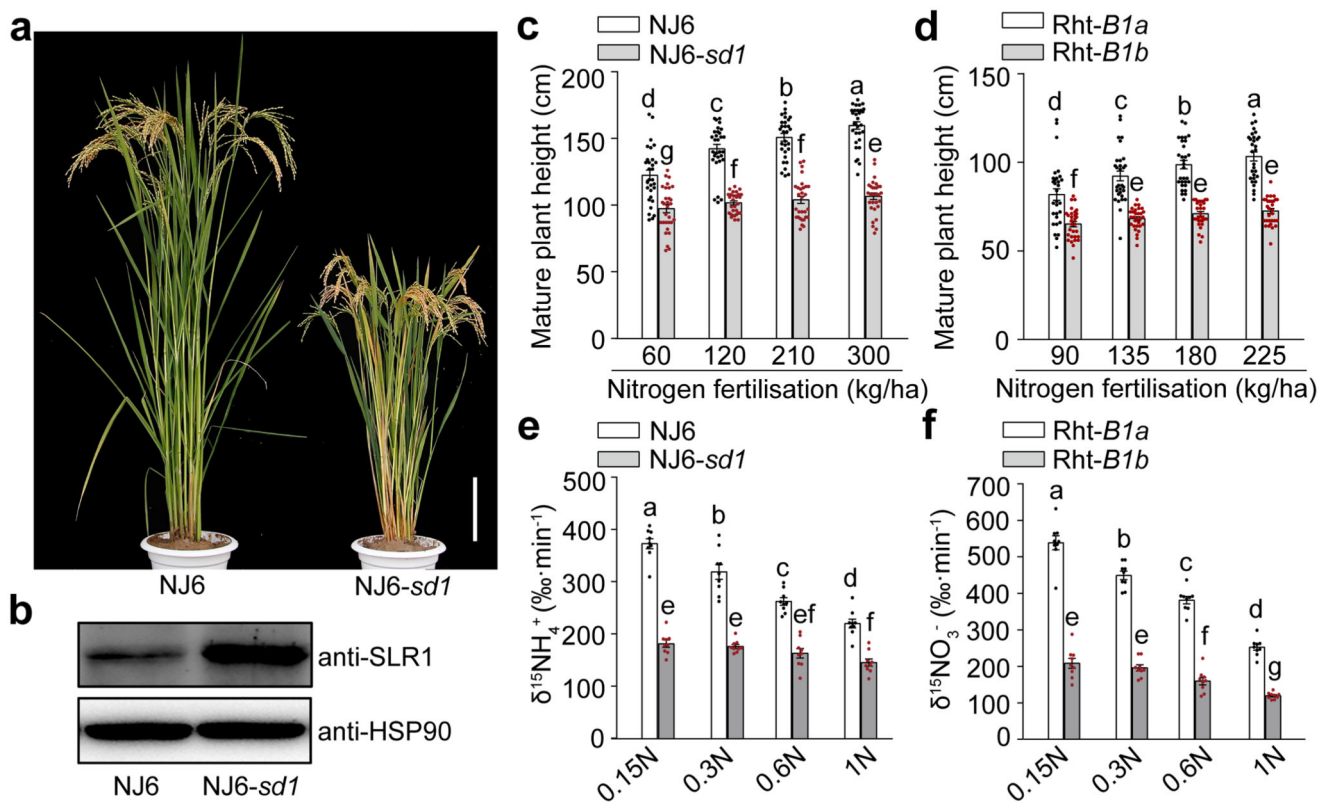 a
NJ6
NJ6-sd1
b
anti-SLR1
anti-HSP90
NJ6
NJ6-sd1
c
NJ6
NJ6-sd1
Mature plant height (cm)
200
150
100
50
0
d
g
c
f
b
f
a
e
60 120 210 300
Nitrogen fertilisation (kg/ha)
d
Rht-B1a
Rht-B1b
Mature plant height (cm)
150
100
50
0
d
f
c
e
b
e
a
e
90 135 180 225
Nitrogen fertilisation (kg/ha)
e
NJ6
NJ6-sd1
δ¹⁵NH₄⁺ (‰·min⁻¹)
500
400
300
200
100
0
a
e
b
e
c
ef
d
f
0.15N 0.3N 0.6N 1N
f
Rht-B1a
Rht-B1b
δ¹⁵NO₃⁻ (‰·min⁻¹)
700
600
500
400
300
200
100
0
a
e
b
e
c
f
d
g
0.15N 0.3N 0.6N 1N